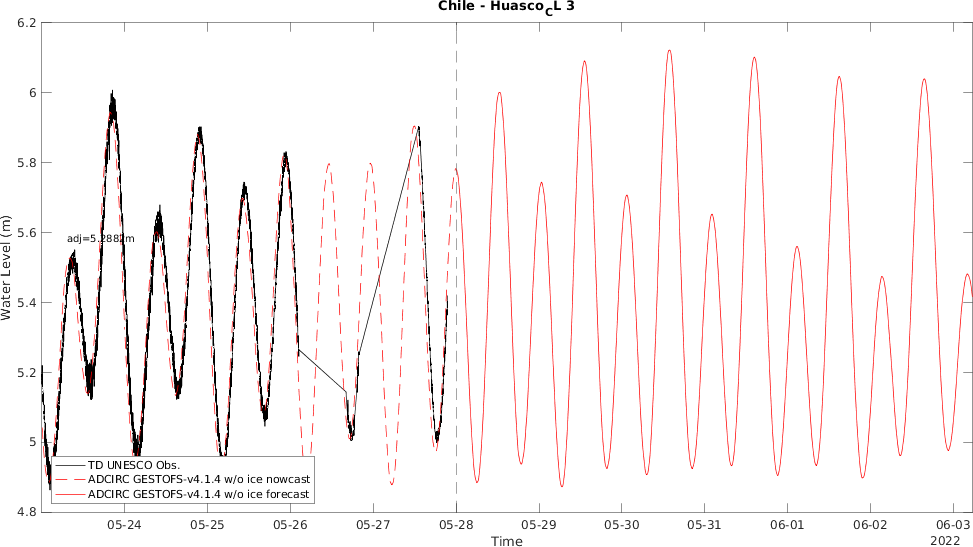 Chile - HuascoCL 3
6.2
6
5.8
5.6
5.4
5.2
5
4.8
Water Level (m)
adj=5.2882m
TD UNESCO Obs.
ADCIRC GESTOFS-v4.1.4 w/o ice nowcast
ADCIRC GESTOFS-v4.1.4 w/o ice forecast
05-24 05-25 05-26 05-27 05-28 05-29 05-30 05-31 06-01 06-02 06-03
Time
2022